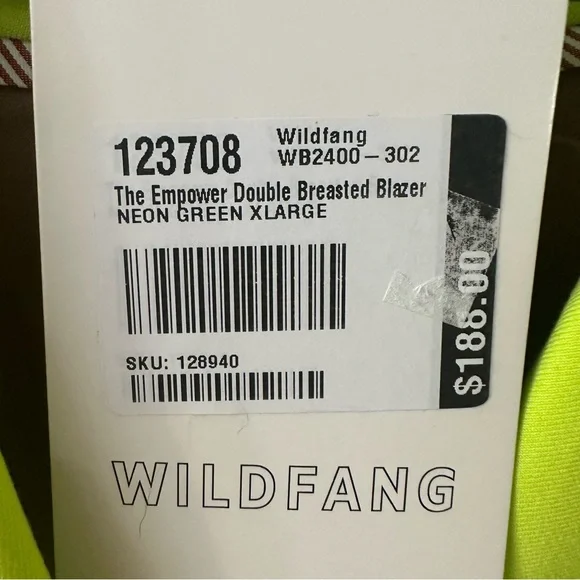 123708
Wildfang
WB2400-302
The Empower Double Breasted Blazer
NEON GREEN XLARGE
SKU: 128940
$188.00
WILDFANG